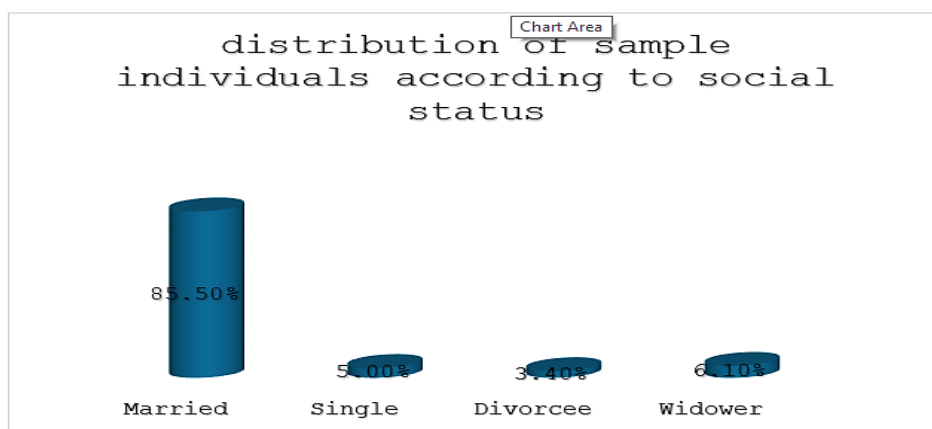 Chart Area
distribution of sample
individuals according to social
status
85.50%
5.00%
3.40%
6.10%
Married
Single
Divorcee
Widower